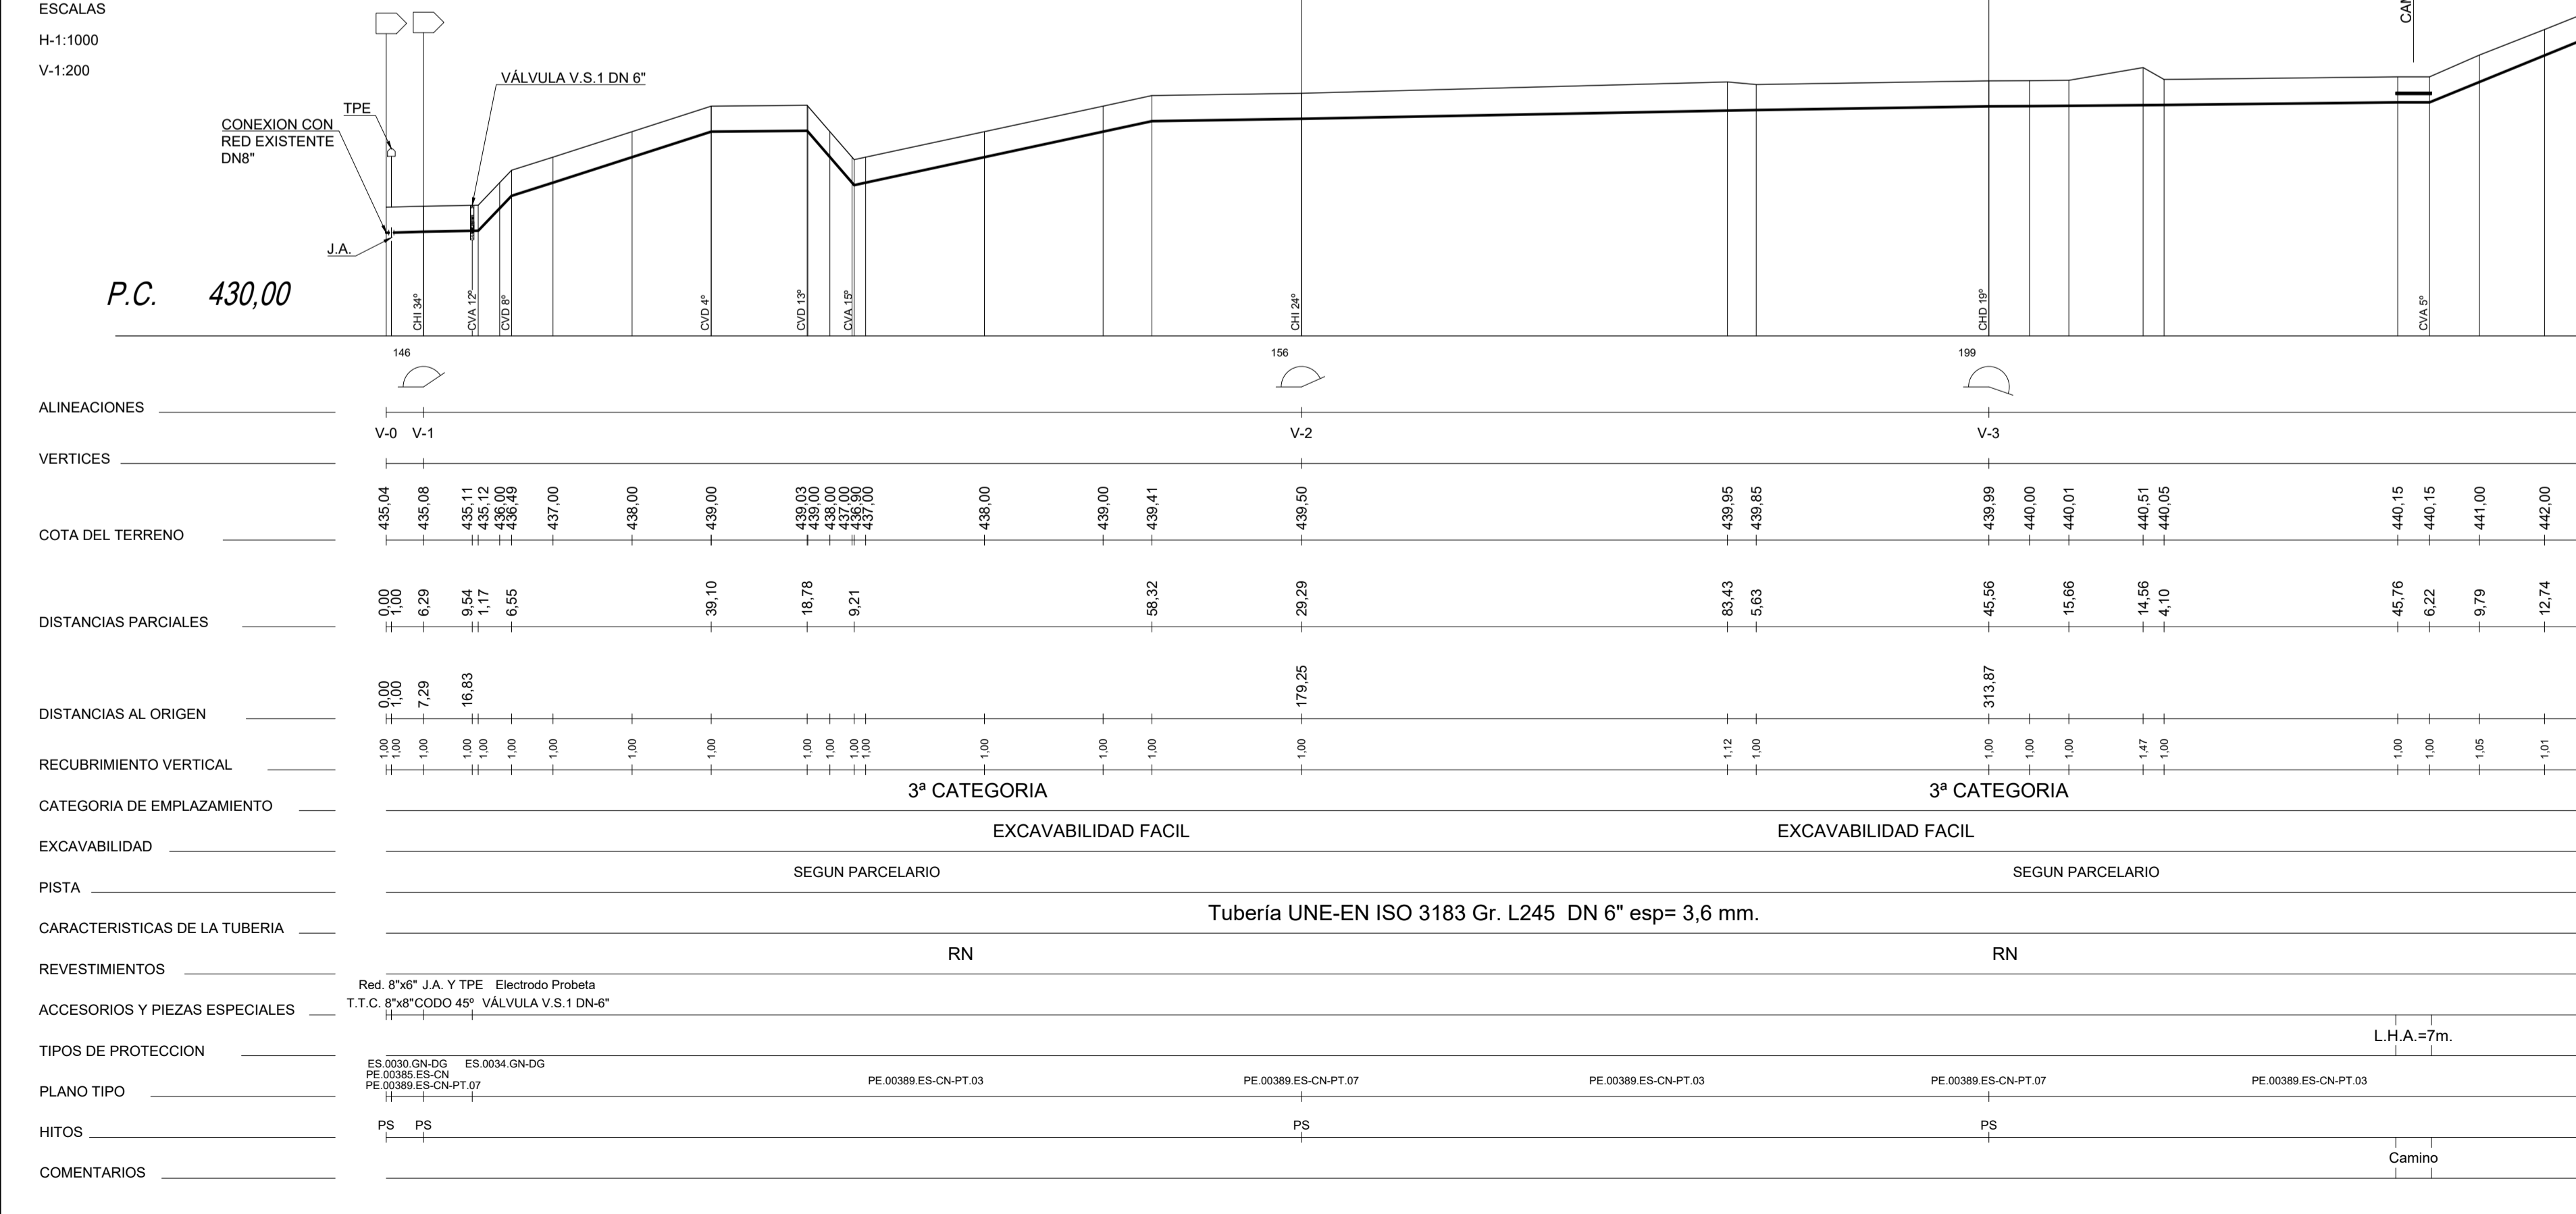 ESCALAS
H-1:1000
V-1:200
VÁLVULA V.S.1 DN 6"
TPE
CONEXION CON
RED EXISTENTE
DN8"
J.A.
P.C. 430,00
CHI 34º CVA 12º CVD 8º CVD 4º CVD 13º CVA 15º CHI 24º CHD 19º CVA 5º
146 156 199
ALINEACIONES
V-0 V-1 V-2 V-3
VERTICES
435,04 435,08 435,11 435,12 436,00 436,49 437,00 438,00 439,00 439,03 439,00 438,00 437,00 436,90 437,00 438,00 439,00 439,41 439,50 439,95 439,85 439,99 440,00 440,01 440,51 440,05 440,15 440,15 441,00 442,00
COTA DEL TERRENO
0,00 1,00 6,29 9,54 1,17 6,55 39,10 18,78 9,21 58,32 29,29 83,43 5,63 45,56 15,66 14,56 4,10 45,76 6,22 9,79 12,74
DISTANCIAS PARCIALES
0,00 1,00 7,29 16,83 179,25 313,87
DISTANCIAS AL ORIGEN
1,00 1,00 1,00 1,00 1,00 1,00 1,00 1,00 1,00 1,00 1,00 1,00 1,00 1,00 1,00 1,00 1,00 1,12 1,00 1,00 1,00 1,00 1,47 1,00 1,00 1,00 1,05 1,01
RECUBRIMIENTO VERTICAL
3ª CATEGORIA 3ª CATEGORIA
CATEGORIA DE EMPLAZAMIENTO
EXCAVABILIDAD FACIL EXCAVABILIDAD FACIL
EXCAVABILIDAD
SEGUN PARCELARIO SEGUN PARCELARIO
PISTA
Tubería UNE-EN ISO 3183 Gr. L245 DN 6" esp= 3,6 mm.
CARACTERISTICAS DE LA TUBERIA
RN RN
REVESTIMIENTOS
Red. 8"x6" J.A. Y TPE Electrodo Probeta
T.T.C. 8"x8" CODO 45º VÁLVULA V.S.1 DN-6"
ACCESORIOS Y PIEZAS ESPECIALES
L.H.A.=7m.
TIPOS DE PROTECCION
ES.0030.GN-DG ES.0034.GN-DG
PE.00385.ES-CN
PE.00389.ES-CN-PT.07 PE.00389.ES-CN-PT.03 PE.00389.ES-CN-PT.07 PE.00389.ES-CN-PT.03 PE.00389.ES-CN-PT.07 PE.00389.ES-CN-PT.03
PLANO TIPO
PS PS PS PS
HITOS
Camino
COMENTARIOS